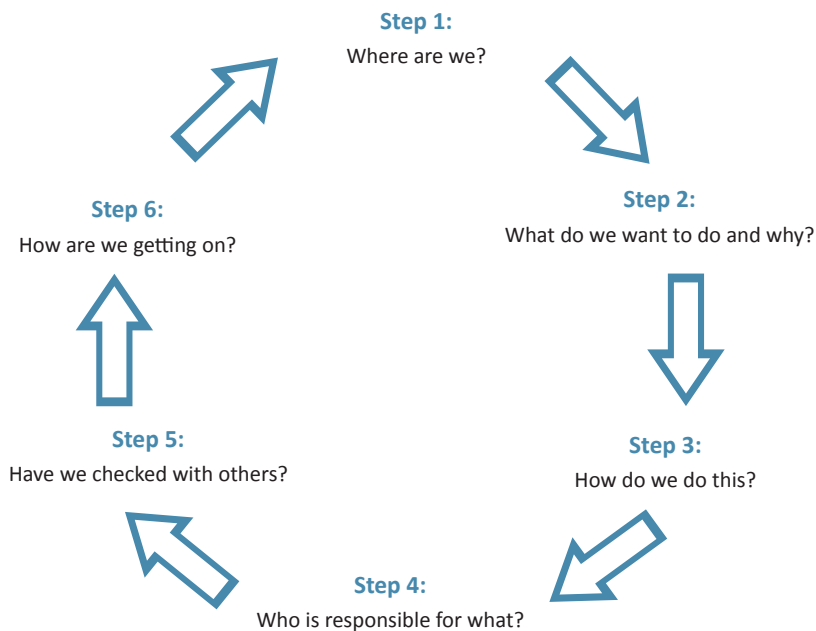 Step 1:
Where are we?
Step 2:
What do we want to do and why?
Step 3:
How do we do this?
Step 4:
Who is responsible for what?
Step 5:
Have we checked with others?
Step 6:
How are we getting on?